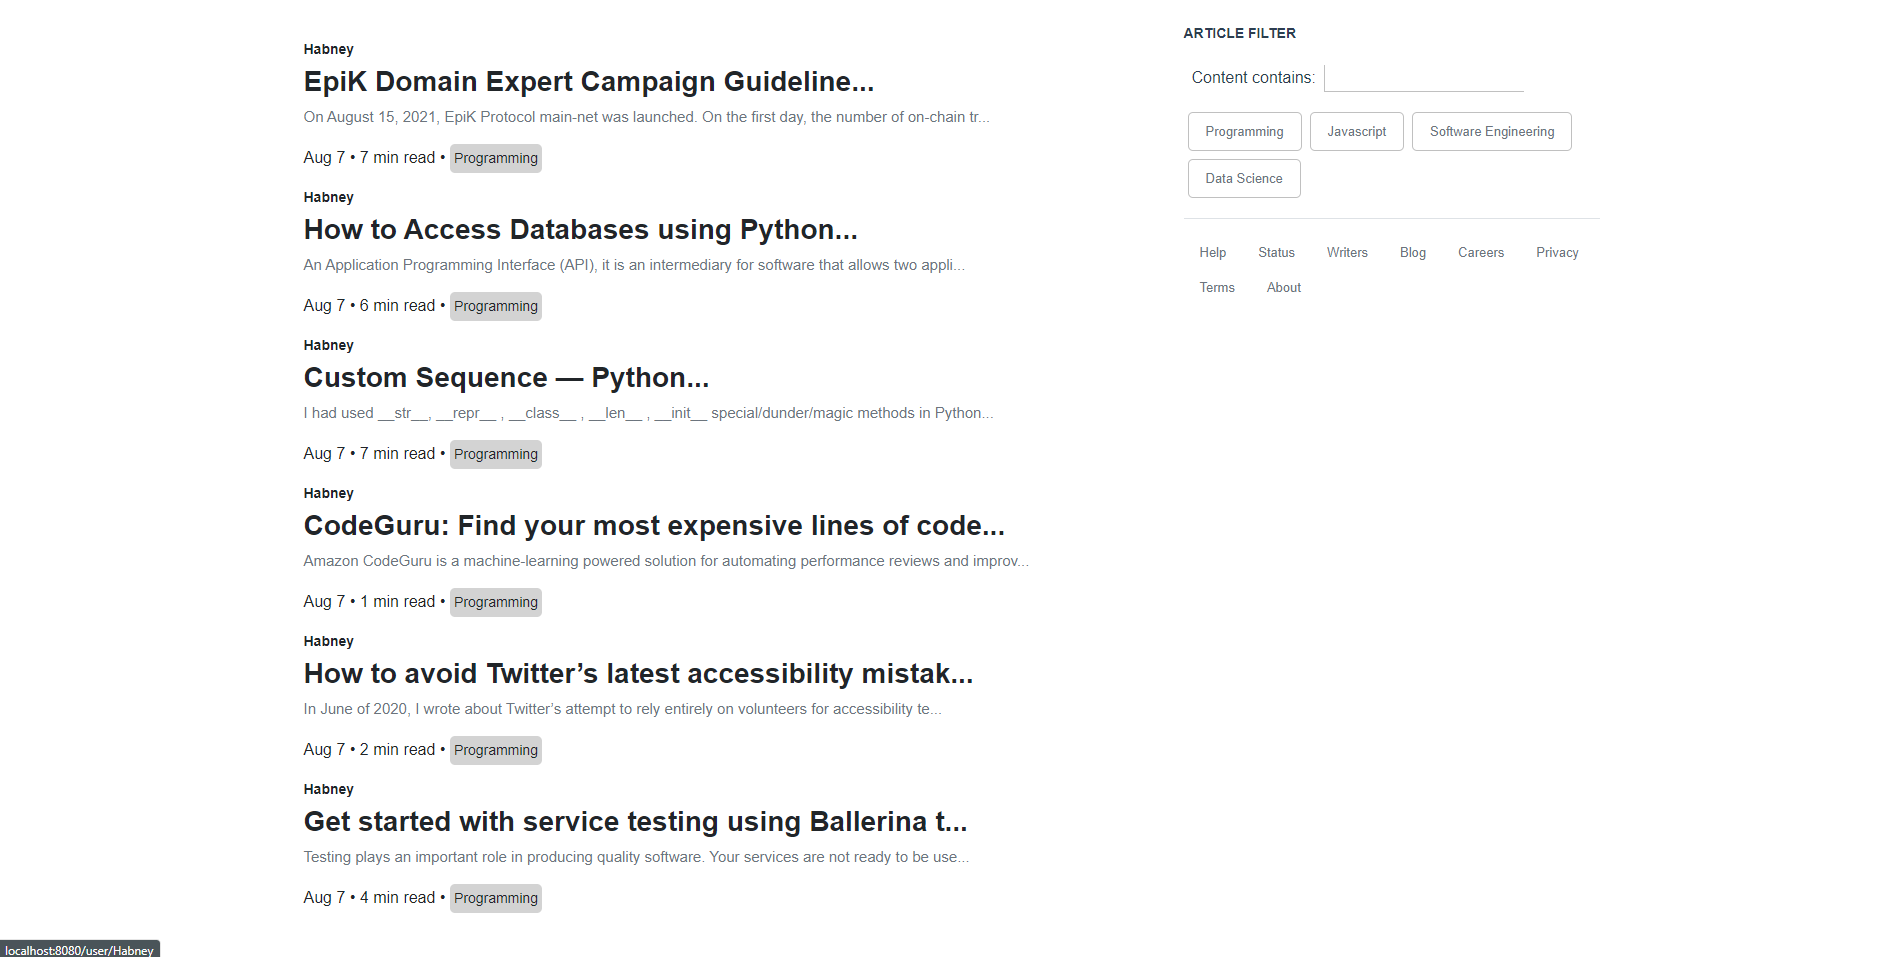 Habney
EpiK Domain Expert Campaign Guideline...
On August 15, 2021, EpiK Protocol main-net was launched. On the first day, the number of on-chain tr...
Aug 7 • 7 min read • Programming
Habney
How to Access Databases using Python...
An Application Programming Interface (API), it is an intermediary for software that allows two appli...
Aug 7 • 6 min read • Programming
Habney
Custom Sequence — Python...
I had used __str__, __repr__ , __class__ , __len__ , __init__ special/dunder/magic methods in Python...
Aug 7 • 7 min read • Programming
Habney
CodeGuru: Find your most expensive lines of code...
Amazon CodeGuru is a machine-learning powered solution for automating performance reviews and improv...
Aug 7 • 1 min read • Programming
Habney
How to avoid Twitter’s latest accessibility mistak...
In June of 2020, I wrote about Twitter’s attempt to rely entirely on volunteers for accessibility te...
Aug 7 • 2 min read • Programming
Habney
Get started with service testing using Ballerina t...
Testing plays an important role in producing quality software. Your services are not ready to be use...
Aug 7 • 4 min read • Programming
ARTICLE FILTER
Content contains:
Programming Javascript Software Engineering
Data Science
Help Status Writers Blog Careers Privacy
Terms About
localhost:8080/user/Habney